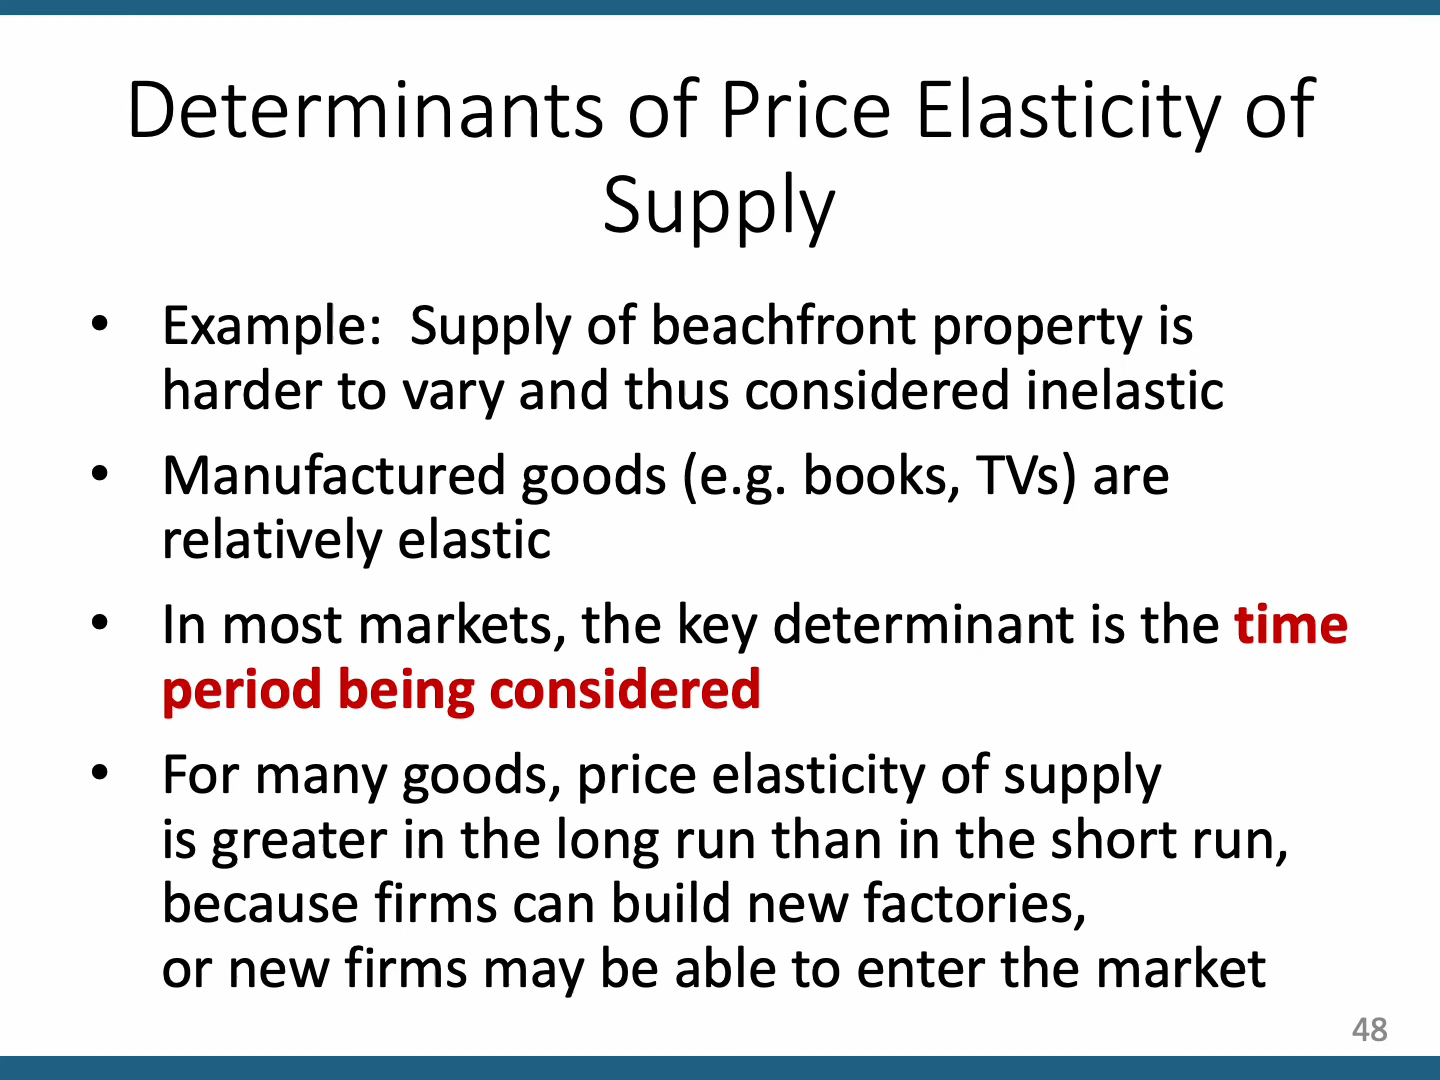 Determinants of Price Elasticity of
Supply
• Example:  Supply of beachfront property is
harder to vary and thus considered inelastic
• Manufactured goods (e.g. books, TVs) are
relatively elastic
• In most markets, the key determinant is the time
period being considered
• For many goods, price elasticity of supply
is greater in the long run than in the short run,
because firms can build new factories,
or new firms may be able to enter the market
48